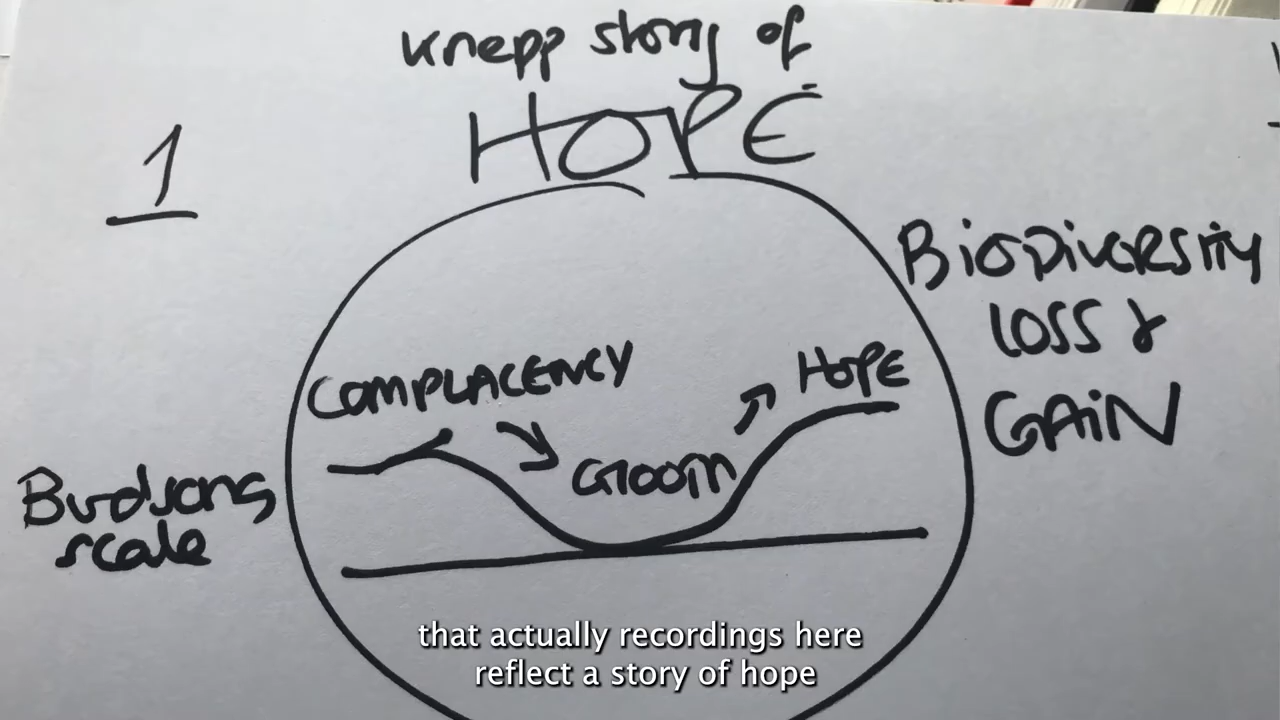 Knepp story of
HOPE
1
BiODiVERSity
LOSS &
GAiN
COMPLACENCY
HOPE
GLOOM
Birdsong
scale
that actually recordings here
reflect a story of hope